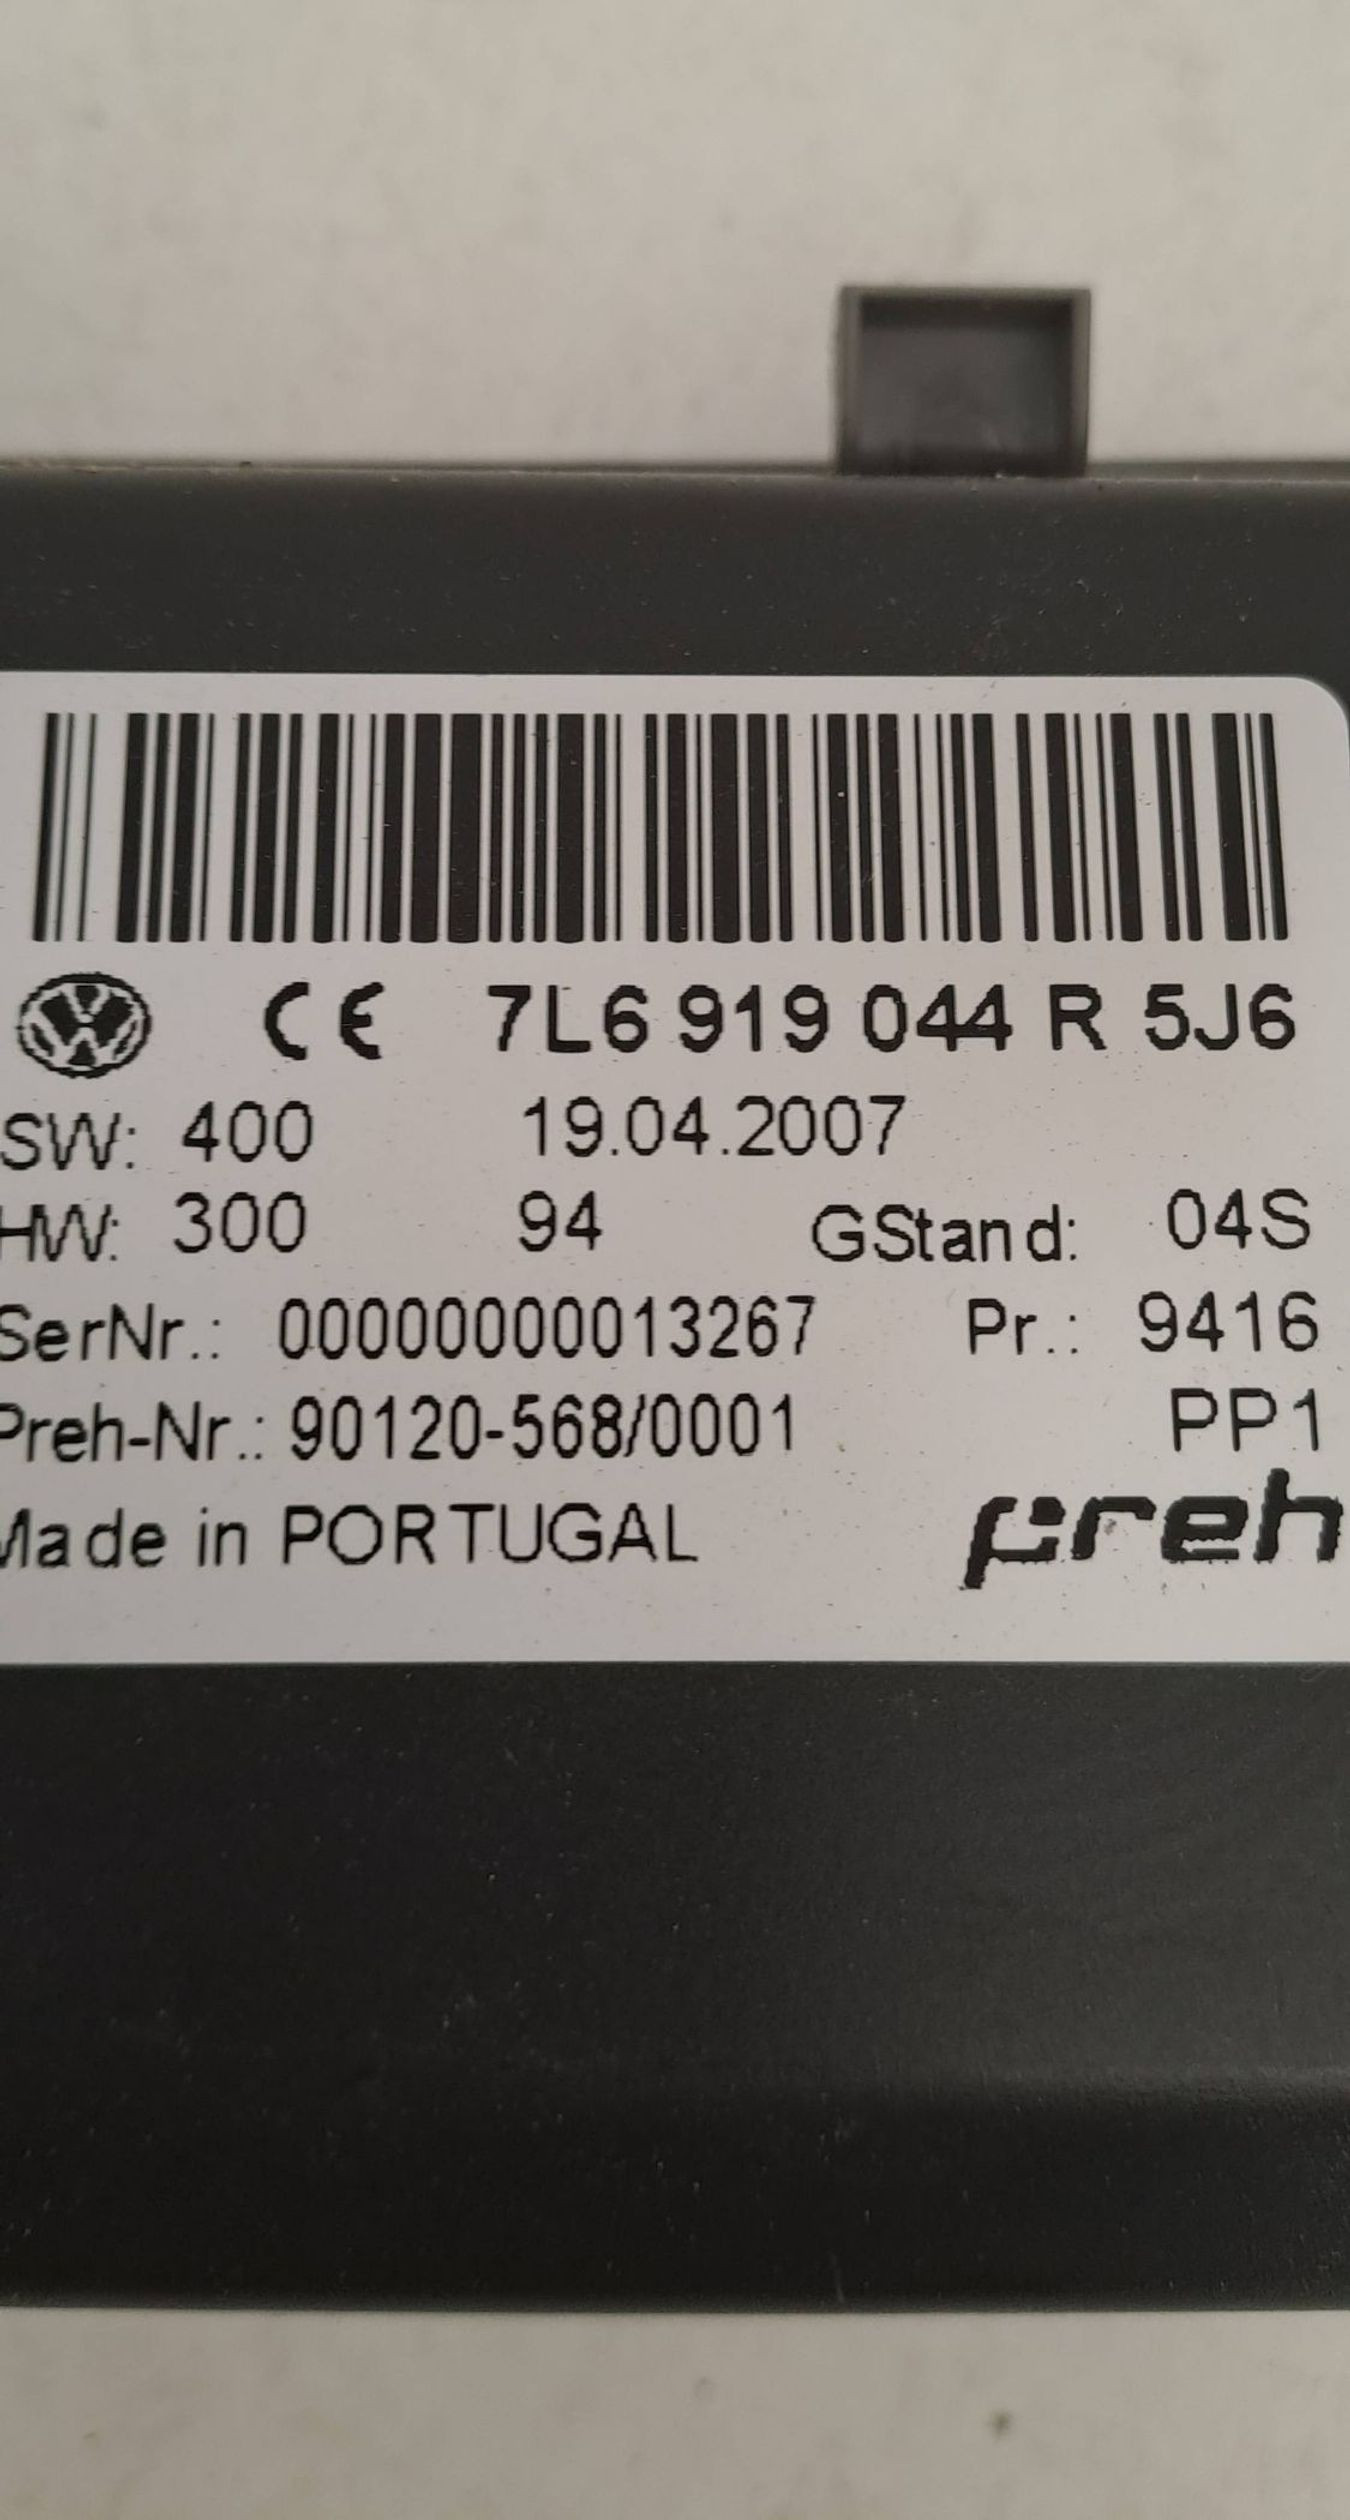 CE 7L6 919 044 R 5J6
SW: 400 19.04.2007
HW: 300 94 GStand: 04S
SerNr.: 00000000013267 Pr.: 9416
Preh-Nr.: 90120-568/0001 PP1
Made in PORTUGAL preh